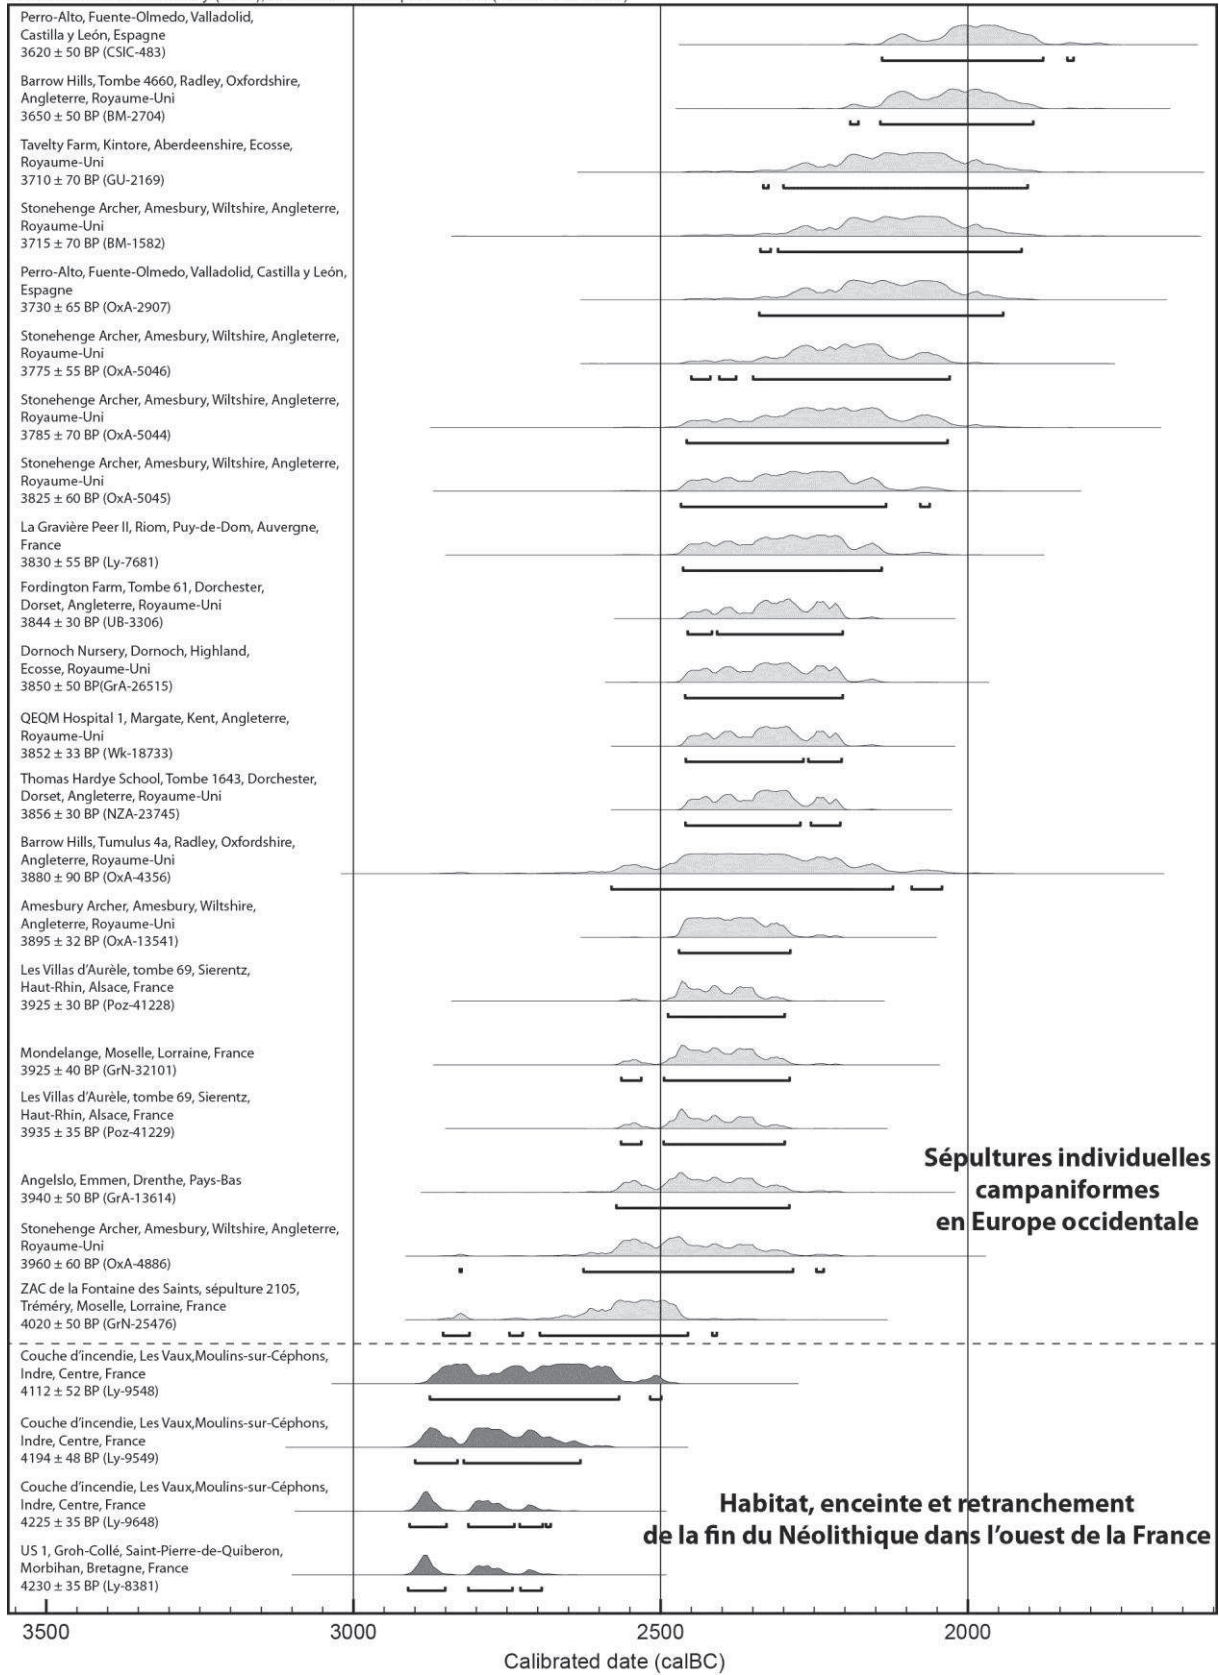 Perro-Alto, Fuente-Olmedo, Valladolid,
Castilla y León, Espagne
3620 ± 50 BP (CSIC-483)
Barrow Hills, Tombe 4660, Radley, Oxfordshire,
Angleterre, Royaume-Uni
3650 ± 50 BP (BM-2704)
Tavelty Farm, Kintore, Aberdeenshire, Ecosse,
Royaume-Uni
3710 ± 70 BP (GU-2169)
Stonehenge Archer, Amesbury, Wiltshire, Angleterre,
Royaume-Uni
3715 ± 70 BP (BM-1582)
Perro-Alto, Fuente-Olmedo, Valladolid, Castilla y León,
Espagne
3730 ± 65 BP (OxA-2907)
Stonehenge Archer, Amesbury, Wiltshire, Angleterre,
Royaume-Uni
3775 ± 55 BP (OxA-5046)
Stonehenge Archer, Amesbury, Wiltshire, Angleterre,
Royaume-Uni
3785 ± 70 BP (OxA-5044)
Stonehenge Archer, Amesbury, Wiltshire, Angleterre,
Royaume-Uni
3825 ± 60 BP (OxA-5045)
La Gravière Peer II, Riom, Puy-de-Dom, Auvergne,
France
3830 ± 55 BP (Ly-7681)
Fordington Farm, Tombe 61, Dorchester,
Dorset, Angleterre, Royaume-Uni
3844 ± 30 BP (UB-3306)
Dornoch Nursery, Dornoch, Highland,
Ecosse, Royaume-Uni
3850 ± 50 BP(GrA-26515)
QEQM Hospital 1, Margate, Kent, Angleterre,
Royaume-Uni
3852 ± 33 BP (Wk-18733)
Thomas Hardye School, Tombe 1643, Dorchester,
Dorset, Angleterre, Royaume-Uni
3856 ± 30 BP (NZA-23745)
Barrow Hills, Tumulus 4a, Radley, Oxfordshire,
Angleterre, Royaume-Uni
3880 ± 90 BP (OxA-4356)
Amesbury Archer, Amesbury, Wiltshire,
Angleterre, Royaume-Uni
3895 ± 32 BP (OxA-13541)
Les Villas d'Aurèle, tombe 69, Sierentz,
Haut-Rhin, Alsace, France
3925 ± 30 BP (Poz-41228)
Mondelange, Moselle, Lorraine, France
3925 ± 40 BP (GrN-32101)
Les Villas d'Aurèle, tombe 69, Sierentz,
Haut-Rhin, Alsace, France
3935 ± 35 BP (Poz-41229)
Angelslo, Emmen, Drenthe, Pays-Bas
3940 ± 50 BP (GrA-13614)
Stonehenge Archer, Amesbury, Wiltshire, Angleterre,
Royaume-Uni
3960 ± 60 BP (OxA-4886)
ZAC de la Fontaine des Saints, sépulture 2105,
Tréméry, Moselle, Lorraine, France
4020 ± 50 BP (GrN-25476)
Sépultures individuelles
campaniformes
en Europe occidentale
Couche d'incendie, Les Vaux,Moulins-sur-Céphons,
Indre, Centre, France
4112 ± 52 BP (Ly-9548)
Couche d'incendie, Les Vaux,Moulins-sur-Céphons,
Indre, Centre, France
4194 ± 48 BP (Ly-9549)
Couche d'incendie, Les Vaux,Moulins-sur-Céphons,
Indre, Centre, France
4225 ± 35 BP (Ly-9648)
US 1, Groh-Collé, Saint-Pierre-de-Quiberon,
Morbihan, Bretagne, France
4230 ± 35 BP (Ly-8381)
Habitat, enceinte et retranchement
de la fin du Néolithique dans l'ouest de la France
3500 3000 2500 2000
Calibrated date (calBC)